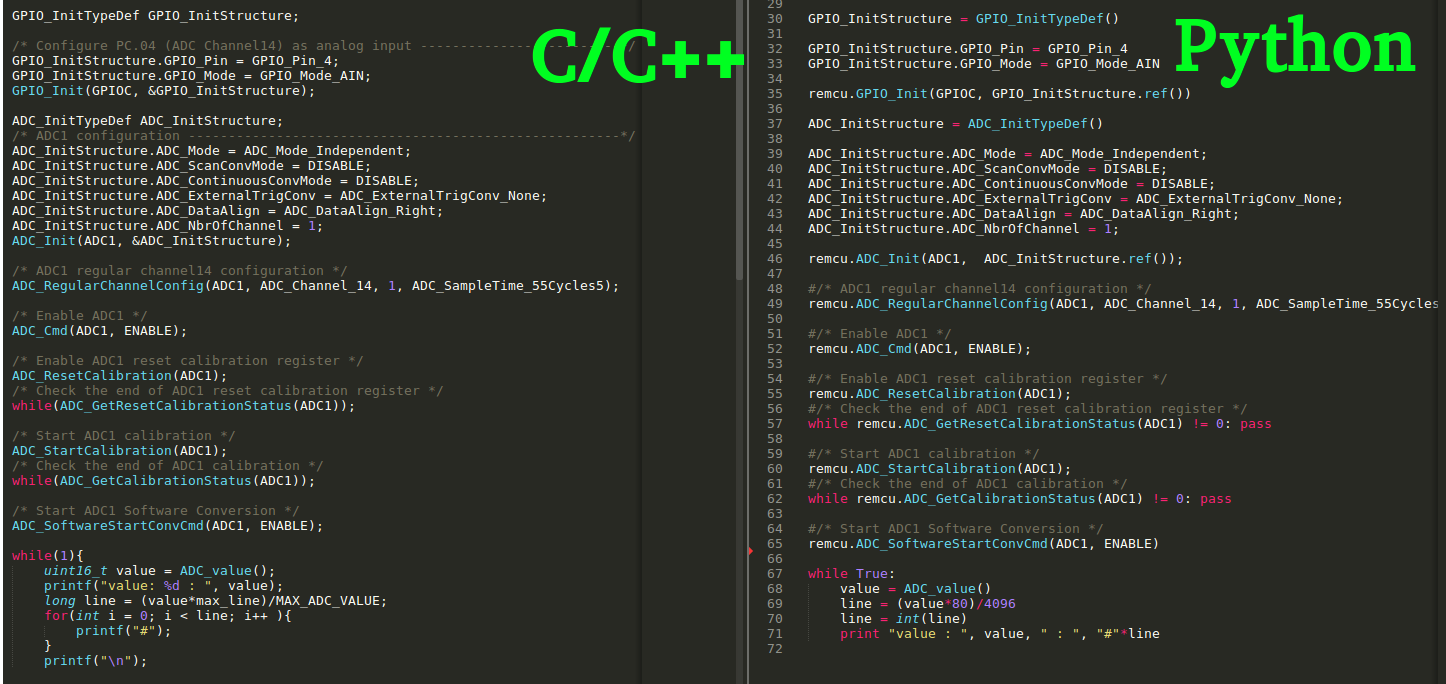 GPIO_InitTypeDef GPIO_InitStructure;
C/C++
/* Configure PC.04 (ADC Channel14) as analog input ---------------------------*/
GPIO_InitStructure.GPIO_Pin = GPIO_Pin_4;
GPIO_InitStructure.GPIO_Mode = GPIO_Mode_AIN;
GPIO_Init(GPIOC, &GPIO_InitStructure);
ADC_InitTypeDef ADC_InitStructure;
/* ADC1 configuration ------------------------------------------------------*/
ADC_InitStructure.ADC_Mode = ADC_Mode_Independent;
ADC_InitStructure.ADC_ScanConvMode = DISABLE;
ADC_InitStructure.ADC_ContinuousConvMode = DISABLE;
ADC_InitStructure.ADC_ExternalTrigConv = ADC_ExternalTrigConv_None;
ADC_InitStructure.ADC_DataAlign = ADC_DataAlign_Right;
ADC_InitStructure.ADC_NbrOfChannel = 1;
ADC_Init(ADC1, &ADC_InitStructure);
/* ADC1 regular channel14 configuration */
ADC_RegularChannelConfig(ADC1, ADC_Channel_14, 1, ADC_SampleTime_55Cycles5);
/* Enable ADC1 */
ADC_Cmd(ADC1, ENABLE);
/* Enable ADC1 reset calibration register */
ADC_ResetCalibration(ADC1);
/* Check the end of ADC1 reset calibration register */
while(ADC_GetResetCalibrationStatus(ADC1));
/* Start ADC1 calibration */
ADC_StartCalibration(ADC1);
/* Check the end of ADC1 calibration */
while(ADC_GetCalibrationStatus(ADC1));
/* Start ADC1 Software Conversion */
ADC_SoftwareStartConvCmd(ADC1, ENABLE);
while(1){
    uint16_t value = ADC_value();
    printf("value: %d : ", value);
    long line = (value*max_line)/MAX_ADC_VALUE;
    for(int i = 0; i < line; i++ ){
        printf("#");
    }
    printf("\n");
Python
29
30 GPIO_InitStructure = GPIO_InitTypeDef()
31
32 GPIO_InitStructure.GPIO_Pin = GPIO_Pin_4
33 GPIO_InitStructure.GPIO_Mode = GPIO_Mode_AIN
34
35 remcu.GPIO_Init(GPIOC, GPIO_InitStructure.ref())
36
37 ADC_InitStructure = ADC_InitTypeDef()
38
39 ADC_InitStructure.ADC_Mode = ADC_Mode_Independent;
40 ADC_InitStructure.ADC_ScanConvMode = DISABLE;
41 ADC_InitStructure.ADC_ContinuousConvMode = DISABLE;
42 ADC_InitStructure.ADC_ExternalTrigConv = ADC_ExternalTrigConv_None;
43 ADC_InitStructure.ADC_DataAlign = ADC_DataAlign_Right;
44 ADC_InitStructure.ADC_NbrOfChannel = 1;
45
46 remcu.ADC_Init(ADC1,  ADC_InitStructure.ref());
47
48 #/* ADC1 regular channel14 configuration */
49 remcu.ADC_RegularChannelConfig(ADC1, ADC_Channel_14, 1, ADC_SampleTime_55Cycles
50
51 #/* Enable ADC1 */
52 remcu.ADC_Cmd(ADC1, ENABLE);
53
54 #/* Enable ADC1 reset calibration register */
55 remcu.ADC_ResetCalibration(ADC1);
56 #/* Check the end of ADC1 reset calibration register */
57 while remcu.ADC_GetResetCalibrationStatus(ADC1) != 0: pass
58
59 #/* Start ADC1 calibration */
60 remcu.ADC_StartCalibration(ADC1);
61 #/* Check the end of ADC1 calibration */
62 while remcu.ADC_GetCalibrationStatus(ADC1) != 0: pass
63
64 #/* Start ADC1 Software Conversion */
65 remcu.ADC_SoftwareStartConvCmd(ADC1, ENABLE)
66
67 while True:
68     value = ADC_value()
69     line = (value*80)/4096
70     line = int(line)
71     print "value : ", value, " : ", "#"*line
72